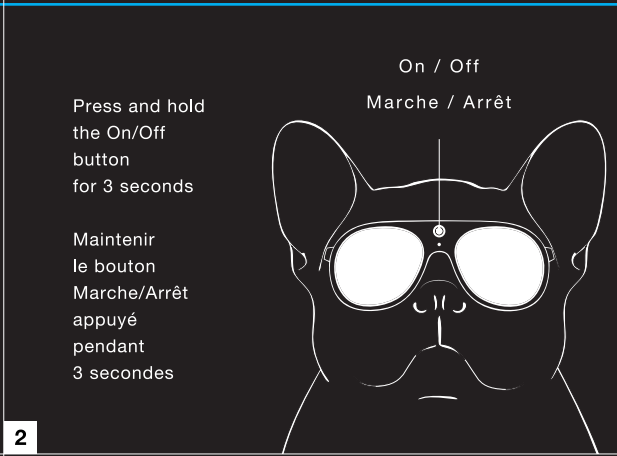 On / Off
Marche / Arrêt
Press and hold
the On/Off
button
for 3 seconds
Maintenir
le bouton
Marche/Arrêt
appuyé
pendant
3 secondes
2